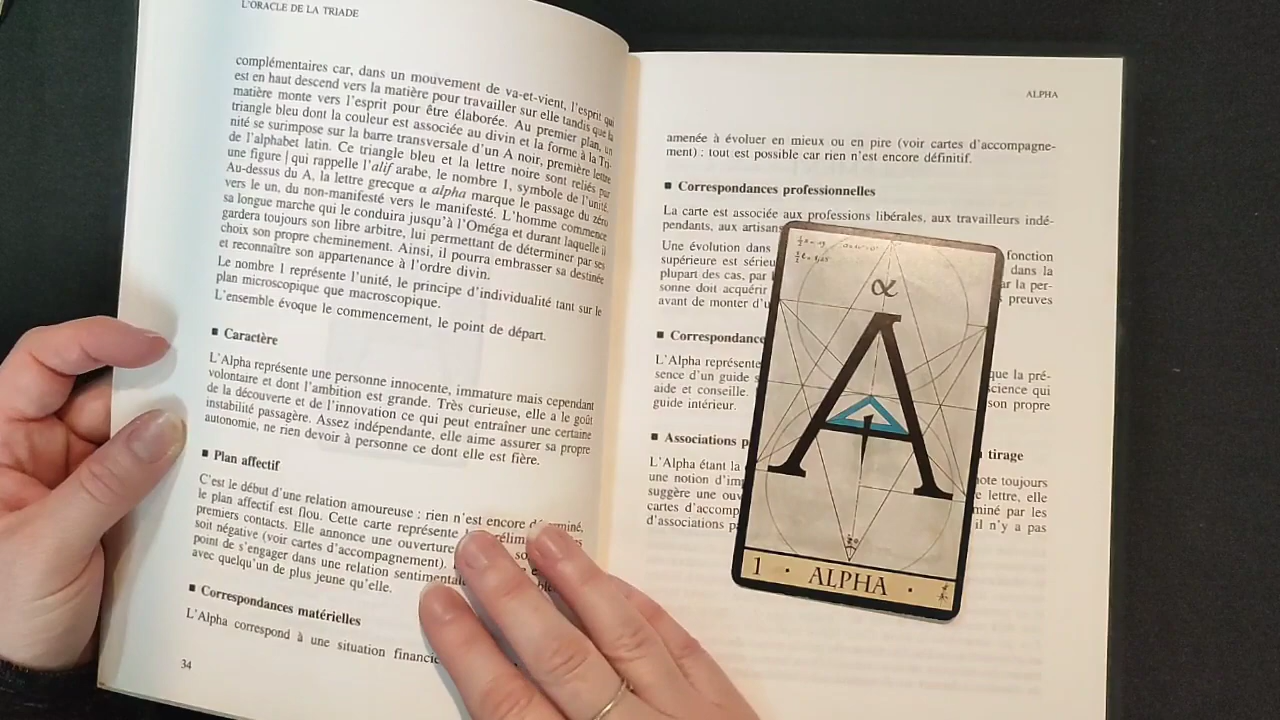 L'ORACLE DE LA TRIADE
complémentaires car, dans un mouvement de va-et-vient, l'esprit qui
est en haut descend vers la matière pour travailler sur elle tandis que la
matière monte vers l'esprit pour être élaborée. Au premier plan, un
triangle bleu dont la couleur est associée au divin et la forme à la Tri-
nité se surimpose sur la barre transversale d'un A noir, première lettre
de l'alphabet latin. Ce triangle bleu et la lettre noire sont reliés par
une figure | qui rappelle l'alif arabe, le nombre 1, symbole de l'unité.
Au-dessus du A, la lettre grecque α alpha marque le passage du zéro
vers le un, du non-manifesté vers le manifesté. L'homme commence
sa longue marche qui le conduira jusqu'à l'Oméga et durant laquelle il
gardera toujours son libre arbitre, lui permettant de déterminer par ses
choix son propre cheminement. Ainsi, il pourra embrasser sa destinée
et reconnaître son appartenance à l'ordre divin.
Le nombre 1 représente l'unité, le principe d'individualité tant sur le
plan microscopique que macroscopique.
L'ensemble évoque le commencement, le point de départ.
■ Caractère
L'Alpha représente une personne innocente, immature mais cependant
volontaire et dont l'ambition est grande. Très curieuse, elle a le goût
de la découverte et de l'innovation ce qui peut entraîner une certaine
instabilité passagère. Assez indépendante, elle aime assurer sa propre
autonomie, ne rien devoir à personne ce dont elle est fière.
■ Plan affectif
C'est le début d'une relation amoureuse : rien n'est encore déterminé,
le plan affectif est flou. Cette carte représente
premiers contacts. Elle annonce une ouverture
soit négative (voir cartes d'accompagnement).
point de s'engager dans une relation sentimentale
avec quelqu'un de plus jeune qu'elle.
■ Correspondances matérielles
L'Alpha correspond à une situation
34
ALPHA
amenée à évoluer en mieux ou en pire (voir cartes d'accompagne-
ment) : tout est possible car rien n'est encore définitif.
■ Correspondances professionnelles
La carte est associée aux professions libérales, aux travailleurs indé-
pendants, aux artisans
Une évolution dans fonction
supérieure est dans la
plupart des cas, par la per-
sonne doit acquérir preuves
avant de monter
■ Correspondance
L'Alpha représente que la pré-
sence d'un guide
aide et conseille. son propre
guide intérieur.
■ Associations tirage
L'Alpha étant la toujours
une notion lettre, elle
suggère une par les
cartes il n'y a pas
d'associations
α
A
1 · ALPHA ·